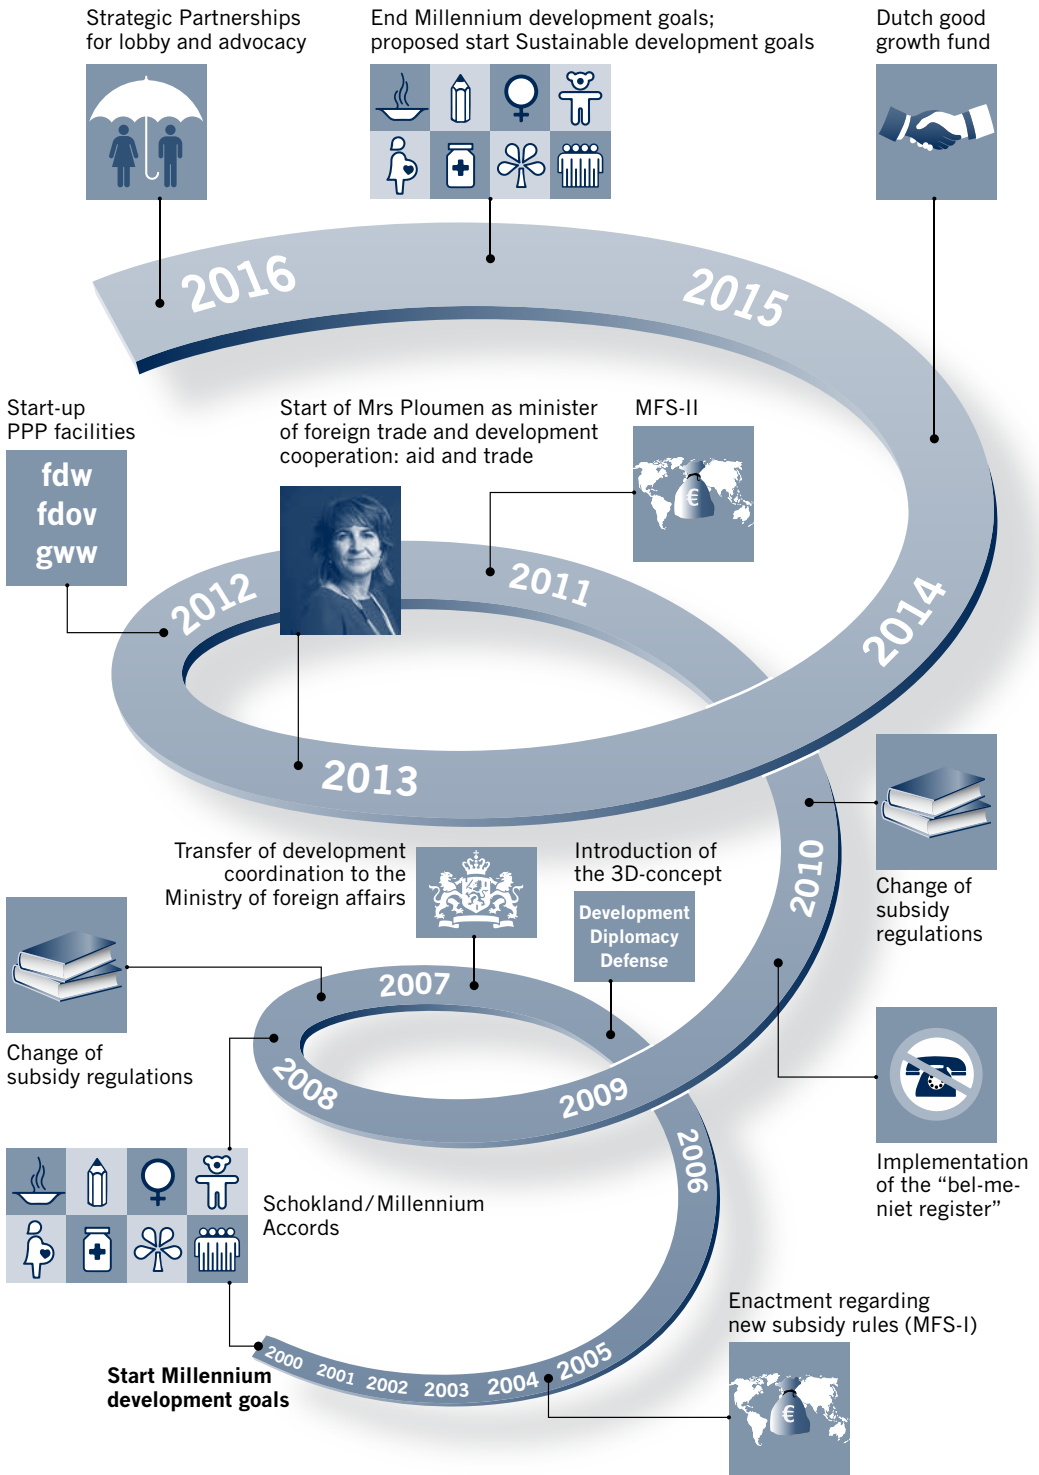 Strategic Partnerships
for lobby and advocacy
End Millennium development goals;
proposed start Sustainable development goals
Dutch good
growth fund
2016
2015
Start-up
PPP facilities
fdw
fdov
gww
Start of Mrs Ploumen as minister
of foreign trade and development
cooperation: aid and trade
MFS-II
€
2012
2011
2014
2013
Transfer of development
coordination to the
Ministry of foreign affairs
Introduction of
the 3D-concept
Development
Diplomacy
Defense
2010
Change of
subsidy
regulations
2007
Change of
subsidy regulations
2008
2009
Implementation
of the “bel-me-
niet register”
2006
Schokland/Millennium
Accords
Enactment regarding
new subsidy rules (MFS-I)
€
Start Millennium
development goals
2000
2001
2002
2003
2004
2005